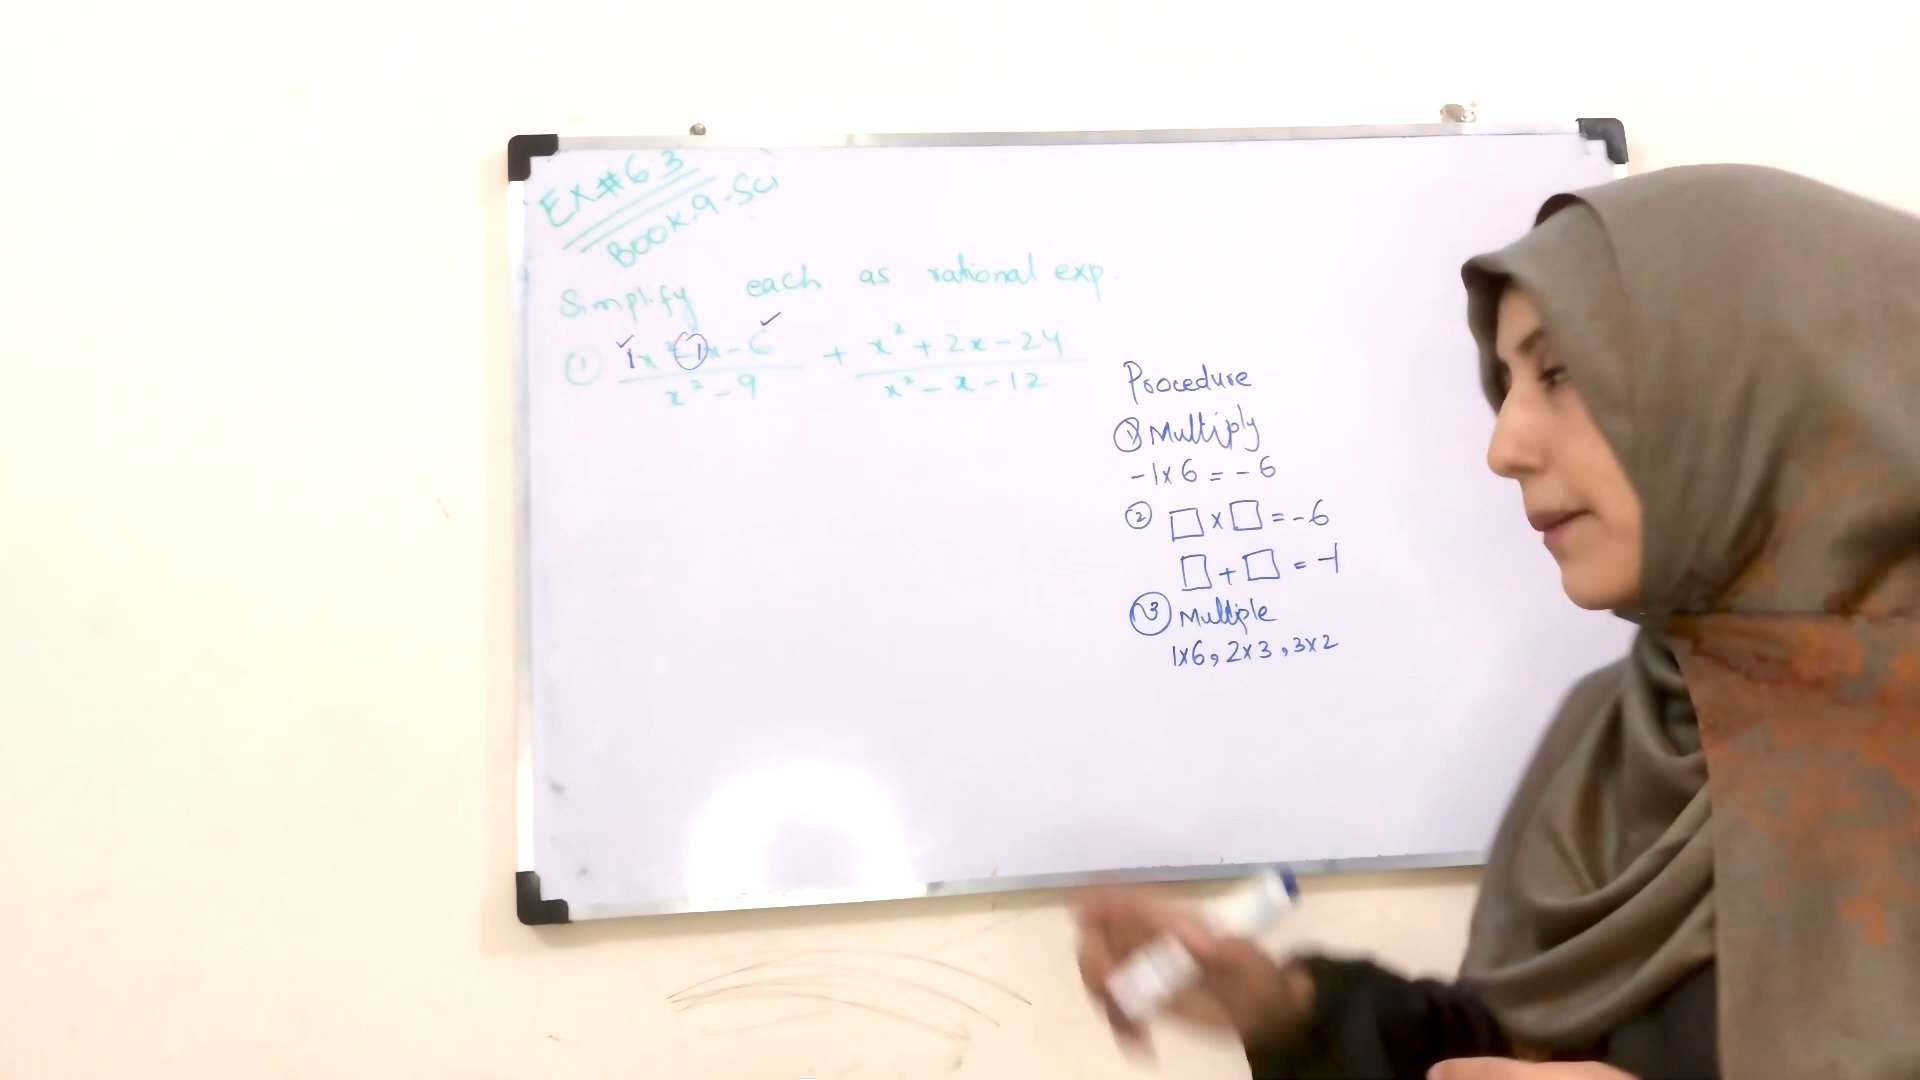 EX#6.3
BOOK-9-Sci
Simplify each as rational exp.
① 1x²-1x-6 / x²-9 + x²+2x-24 / x²-x-12
Procedure
① Multiply
-1x6 = -6
② □ x □ = -6
□ + □ = -1
③ Multiple
1x6, 2x3, 3x2